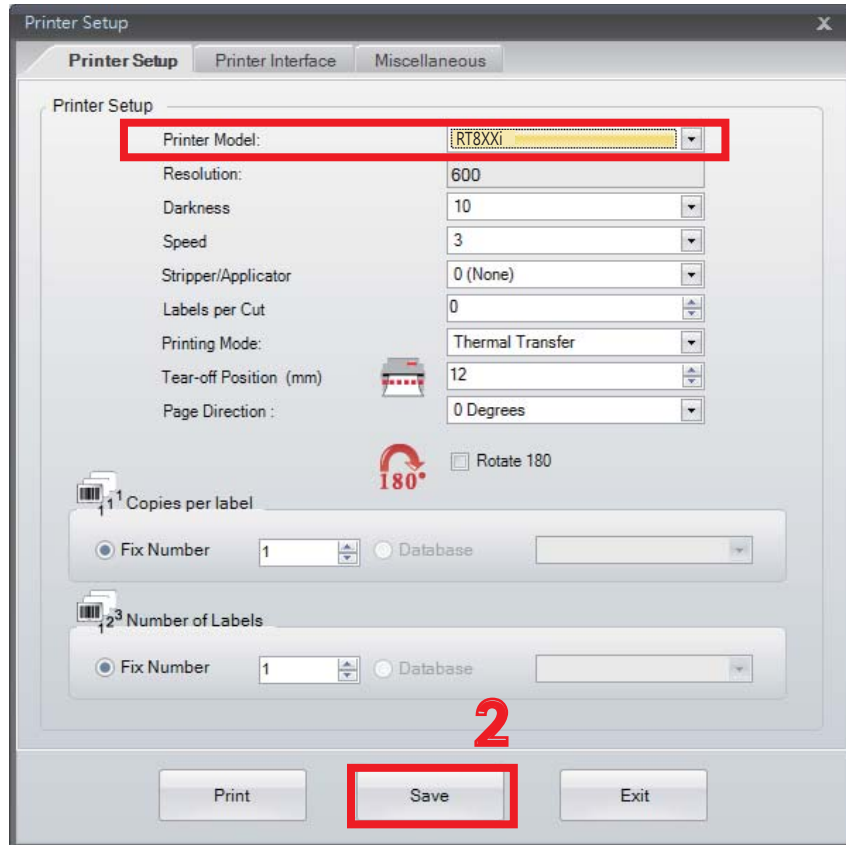 Printer Setup X
Printer Setup Printer Interface Miscellaneous
Printer Setup
Printer Model: RT8XXi
Resolution: 600
Darkness 10
Speed 3
Stripper/Applicator 0 (None)
Labels per Cut 0
Printing Mode: Thermal Transfer
Tear-off Position (mm) 12
Page Direction : 0 Degrees
180° Rotate 180
1 1 1 Copies per label
Fix Number 1 Database
1 2 3 Number of Labels
Fix Number 1 Database
2
Print Save Exit